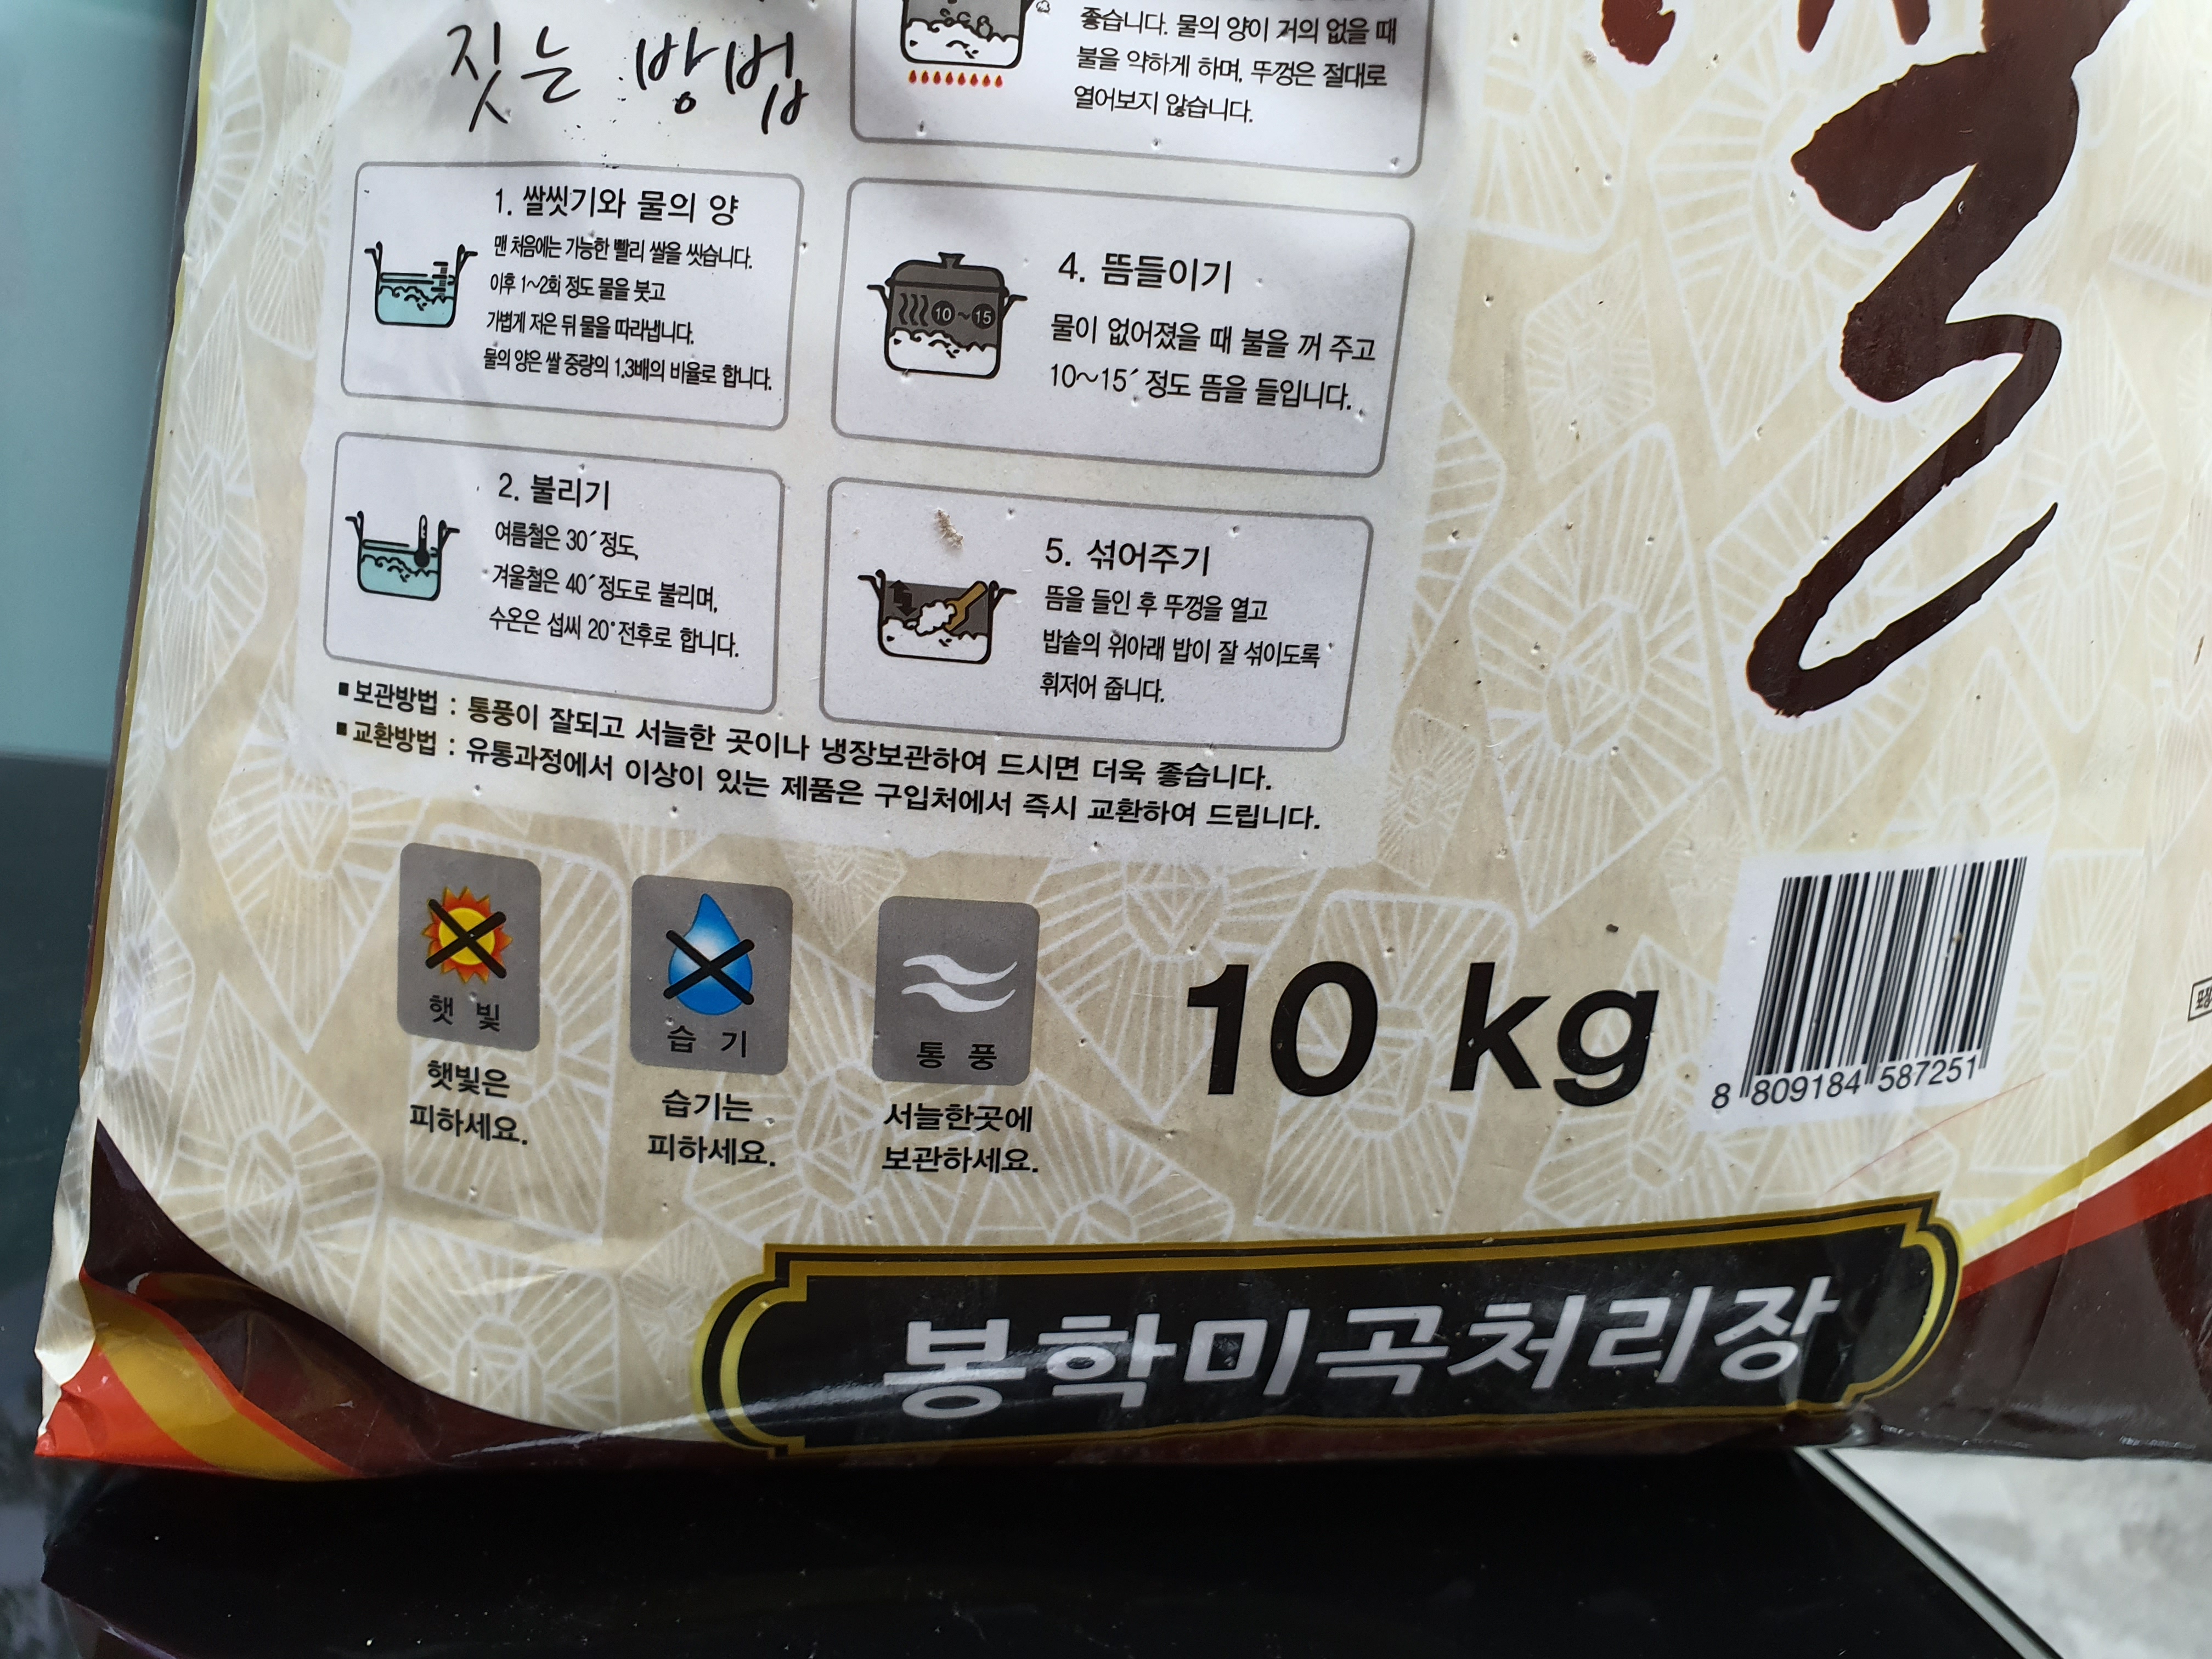 짓는 방법
1. 쌀씻기와 물의 양
맨 처음에는 가능한 빨리 쌀을 씻습니다.
이후 1~2회 정도 물을 붓고
가볍게 저은 뒤 물을 따라냅니다.
물의 양은 쌀 중량의 1.3배의 비율로 합니다.
2. 불리기
여름철은 30´정도,
겨울철은 40´정도로 불리며,
수온은 섭씨 20°전후로 합니다.
좋습니다. 물의 양이 거의 없을 때
불을 약하게 하며, 뚜껑은 절대로
열어보지 않습니다.
10~15
4. 뜸들이기
물이 없어졌을 때 불을 꺼 주고
10~15´정도 뜸을 들입니다.
5. 섞어주기
뜸을 들인 후 뚜껑을 열고
밥솥의 위아래 밥이 잘 섞이도록
휘저어 줍니다.
■ 보관방법 : 통풍이 잘되고 서늘한 곳이나 냉장보관하여 드시면 더욱 좋습니다.
■ 교환방법 : 유통과정에서 이상이 있는 제품은 구입처에서 즉시 교환하여 드립니다.
햇 빛
햇빛은
피하세요.
습 기
습기는
피하세요.
통 풍
서늘한곳에
보관하세요.
10 kg
8 809184 587251
봉학미곡처리장